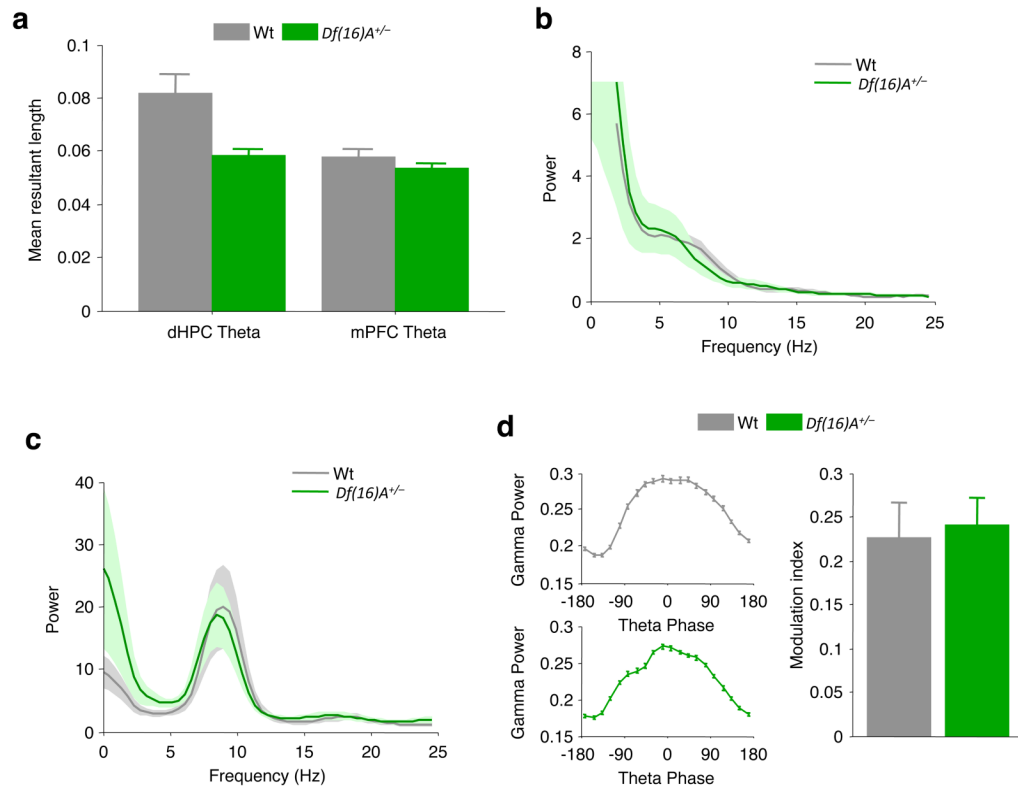 a
Wt Df(16)A+/–
0.1
0.08
0.06
0.04
0.02
0
Mean resultant length
dHPC Theta mPFC Theta
b
Wt
Df(16)A+/–
8
6
4
2
0
Power
0 5 10 15 20 25
Frequency (Hz)
c
Wt
Df(16)A+/–
40
30
20
10
0
Power
0 5 10 15 20 25
Frequency (Hz)
d
Wt Df(16)A+/–
0.3
0.25
0.2
0.15
Gamma Power
-180 -90 0 90 180
Theta Phase
0.3
0.25
0.2
0.15
Gamma Power
-180 -90 0 90 180
Theta Phase
0.3
0.25
0.2
0.15
0.1
0.05
0
Modulation index